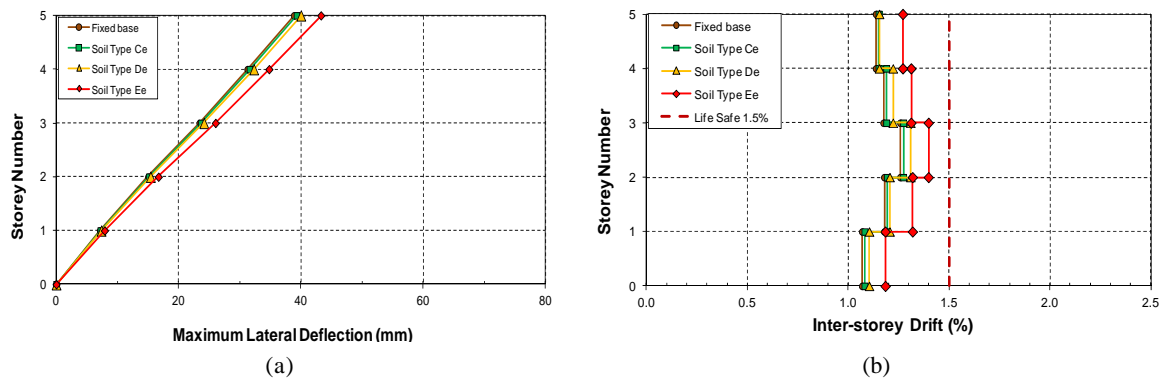 Storey Number
5
4
3
2
1
0
Fixed base
Soil Type Ce
Soil Type De
Soil Type Ee
0
20
40
60
80
Maximum Lateral Deflection (mm)
(a)
Storey Number
5
4
3
2
1
0
Fixed base
Soil Type Ce
Soil Type De
Soil Type Ee
Life Safe 1.5%
0.0
0.5
1.0
1.5
2.0
2.5
Inter-storey Drift (%)
(b)